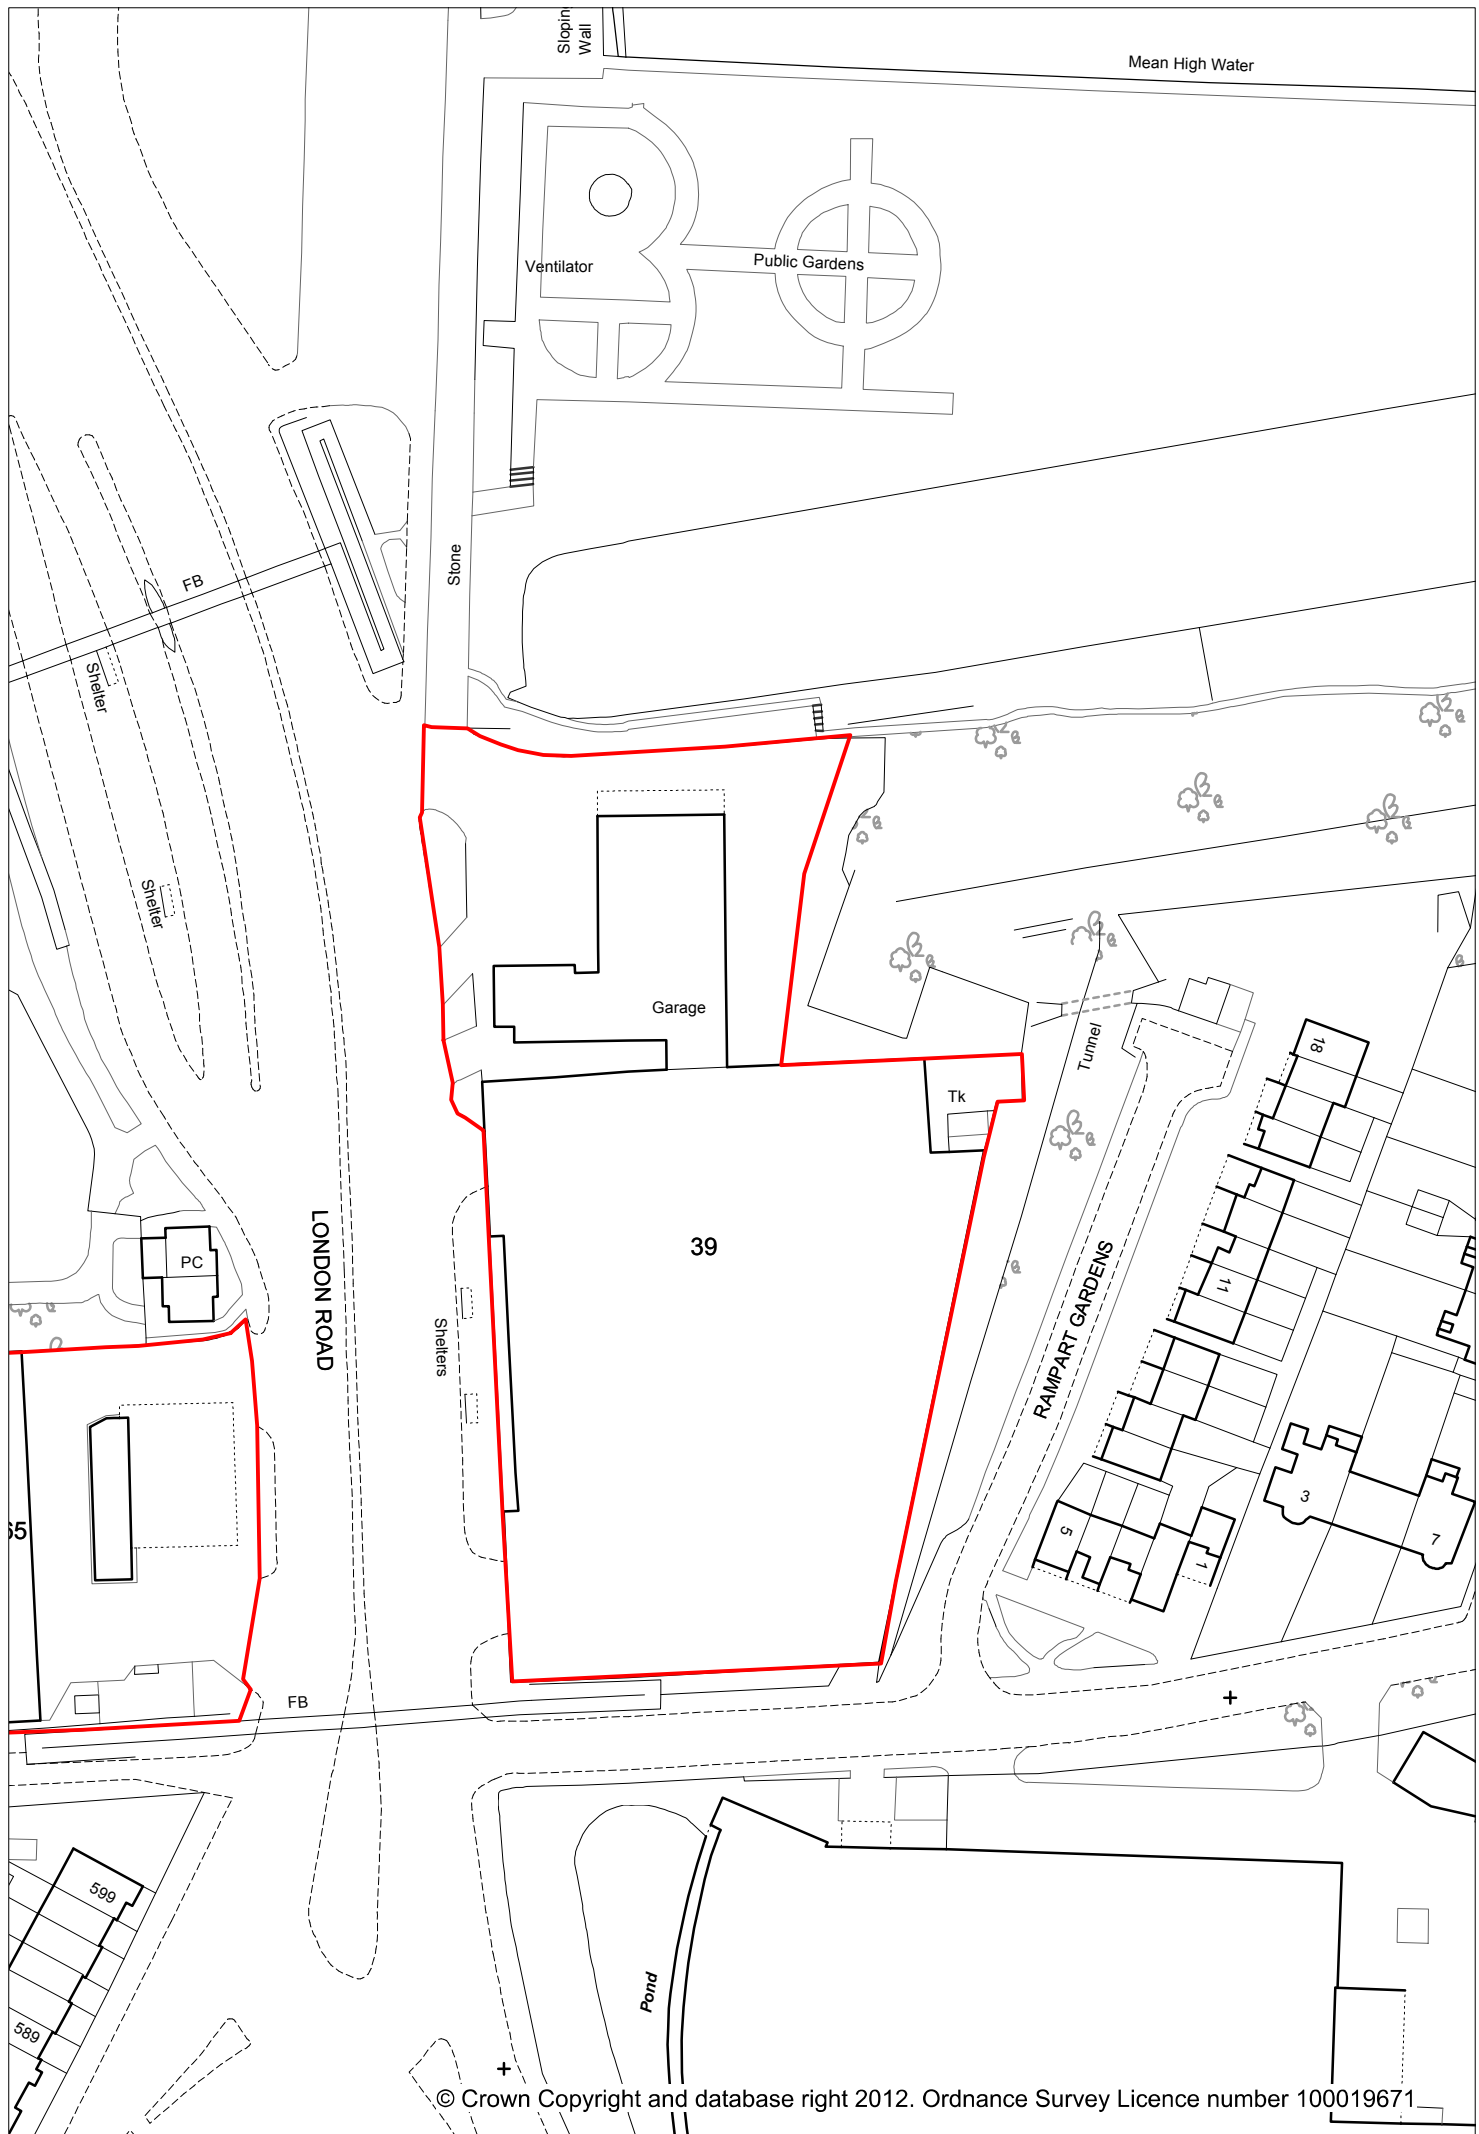 Sloping
Wall
Mean High Water
Ventilator
Public Gardens
Stone
FB
Shelter
Shelter
Garage
Tunnel
Tk
18
PC
LONDON ROAD
39
11
RAMPART GARDENS
Shelters
3
7
5
1
FB
599
589
Pond
© Crown Copyright and database right 2012. Ordnance Survey Licence number 100019671